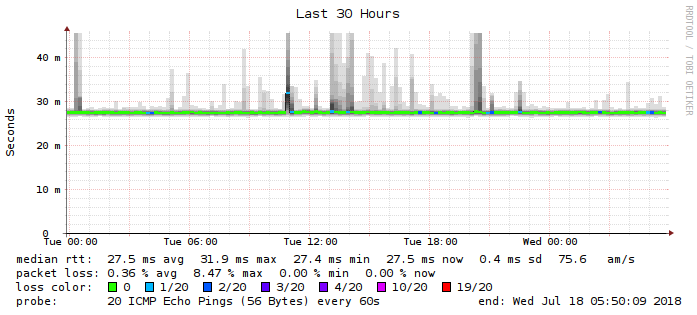 Last 30 Hours
RRDTOOL / TOBI OETIKER
Seconds
40 m
30 m
20 m
10 m
0
Tue 00:00 Tue 06:00 Tue 12:00 Tue 18:00 Wed 00:00
median rtt: 27.5 ms avg 31.9 ms max 27.4 ms min 27.5 ms now 0.4 ms sd 75.6 am/s
packet loss: 0.36 % avg 8.47 % max 0.00 % min 0.00 % now
loss color: 0 1/20 2/20 3/20 4/20 10/20 19/20
probe: 20 ICMP Echo Pings (56 Bytes) every 60s end: Wed Jul 18 05:50:09 2018